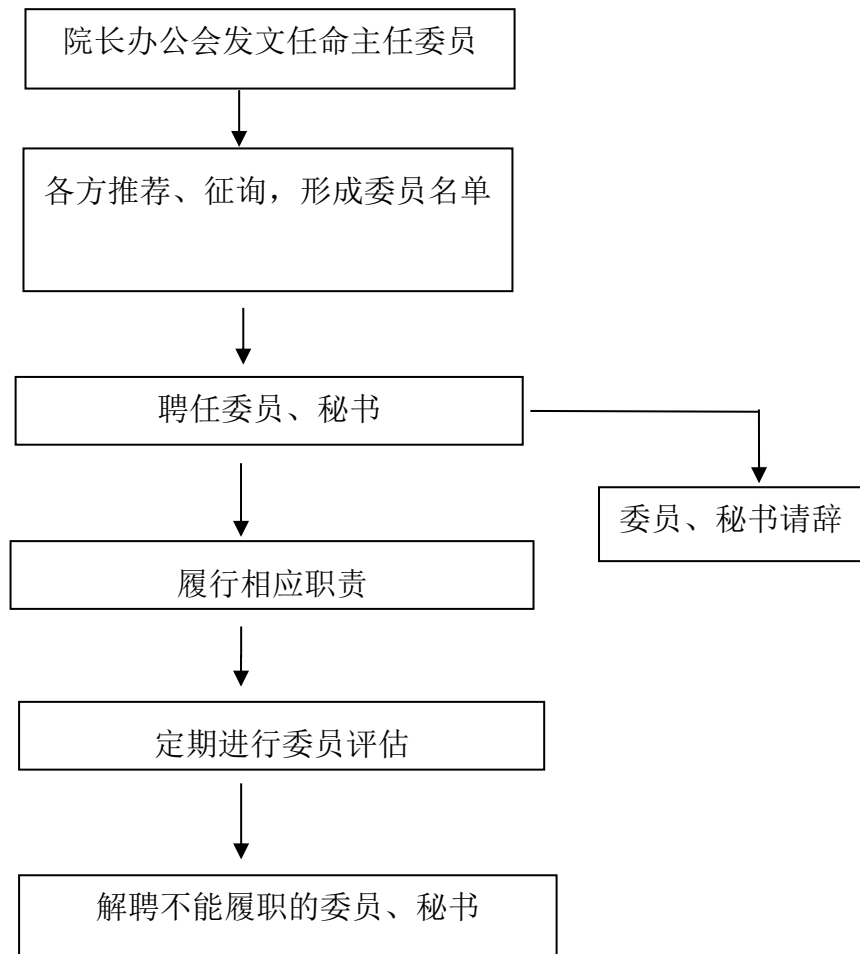 院长办公会发文任命主任委员
各方推荐、征询，形成委员名单
聘任委员、秘书
委员、秘书请辞
履行相应职责
定期进行委员评估
解聘不能履职的委员、秘书